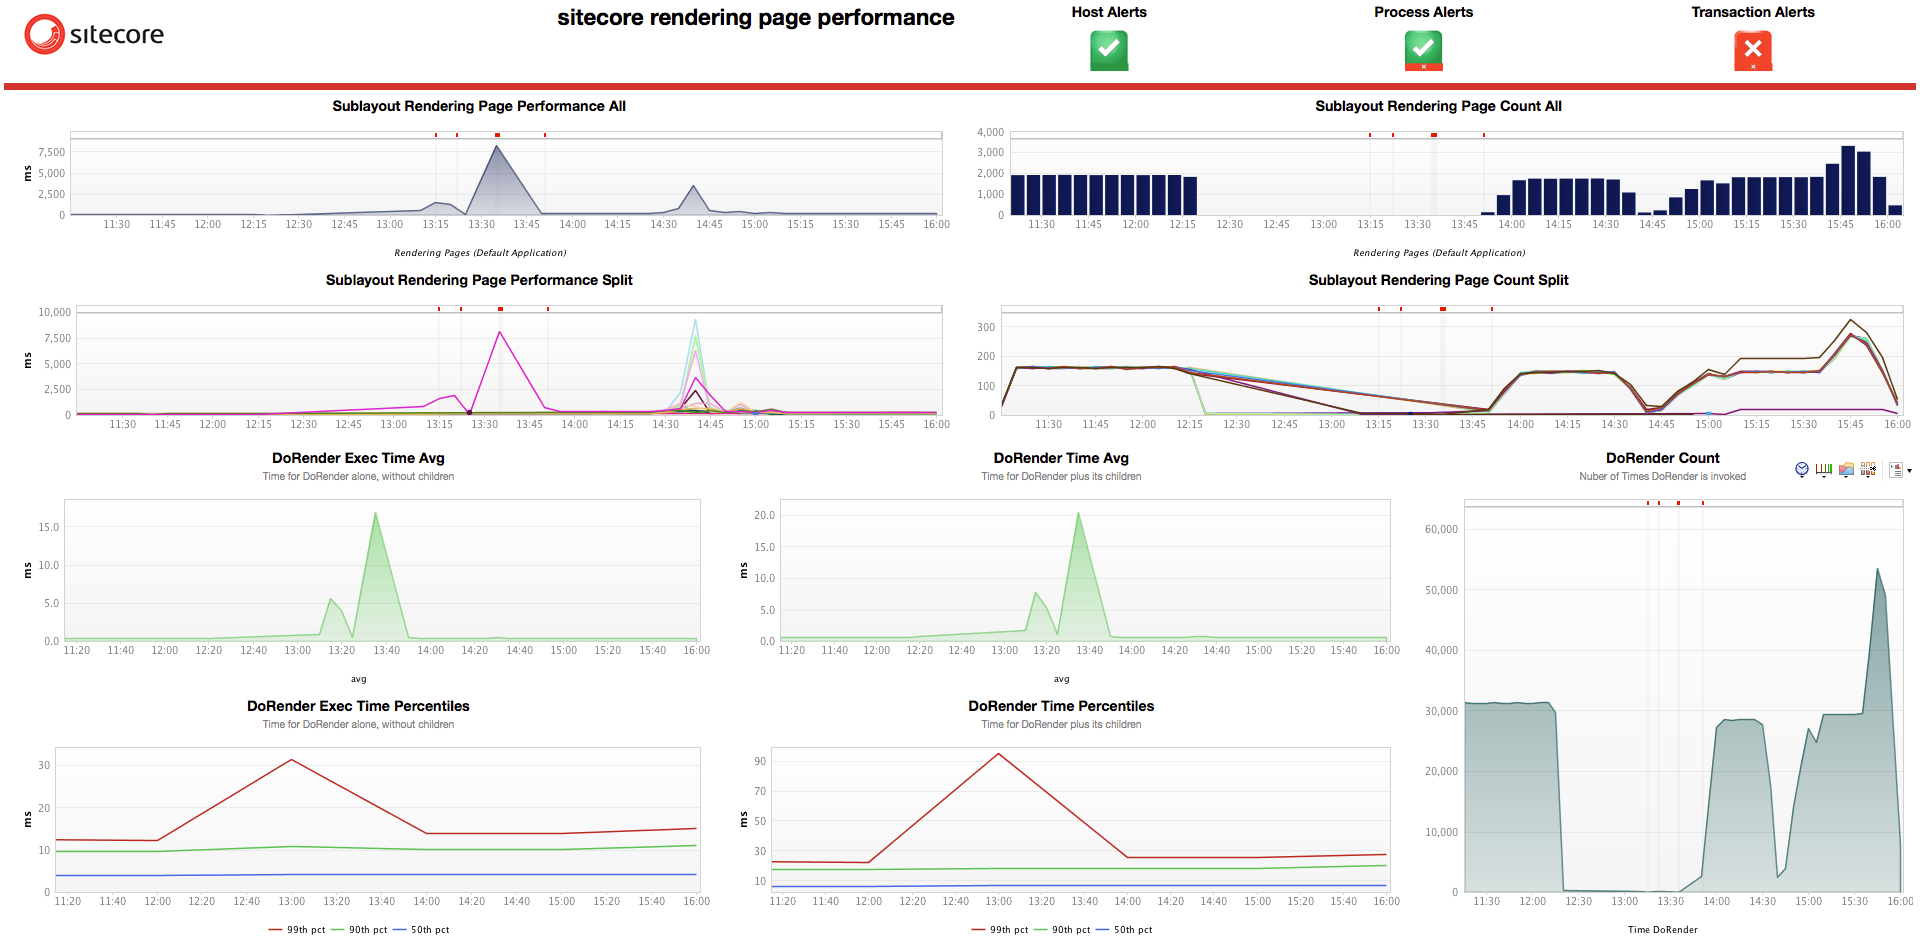 sitecore
sitecore rendering page performance
Host Alerts
Process Alerts
Transaction Alerts
Sublayout Rendering Page Performance All
ms
7,500
5,000
2,500
0
11:30 11:45 12:00 12:15 12:30 12:45 13:00 13:15 13:30 13:45 14:00 14:15 14:30 14:45 15:00 15:15 15:30 15:45 16:00
Rendering Pages (Default Application)
Sublayout Rendering Page Count All
4,000
3,000
2,000
1,000
0
11:30 11:45 12:00 12:15 12:30 12:45 13:00 13:15 13:30 13:45 14:00 14:15 14:30 14:45 15:00 15:15 15:30 15:45 16:00
Rendering Pages (Default Application)
Sublayout Rendering Page Performance Split
ms
10,000
7,500
5,000
2,500
0
11:30 11:45 12:00 12:15 12:30 12:45 13:00 13:15 13:30 13:45 14:00 14:15 14:30 14:45 15:00 15:15 15:30 15:45 16:00
Sublayout Rendering Page Count Split
300
200
100
0
11:30 11:45 12:00 12:15 12:30 12:45 13:00 13:15 13:30 13:45 14:00 14:15 14:30 14:45 15:00 15:15 15:30 15:45 16:00
DoRender Exec Time Avg
Time for DoRender alone, without children
ms
15.0
10.0
5.0
0.0
11:20 11:40 12:00 12:20 12:40 13:00 13:20 13:40 14:00 14:20 14:40 15:00 15:20 15:40 16:00
avg
DoRender Time Avg
Time for DoRender plus its children
ms
20.0
15.0
10.0
5.0
0.0
11:20 11:40 12:00 12:20 12:40 13:00 13:20 13:40 14:00 14:20 14:40 15:00 15:20 15:40 16:00
avg
DoRender Count
Nuber of Times DoRender is invoked
60,000
50,000
40,000
30,000
20,000
10,000
0
11:30 12:00 12:30 13:00 13:30 14:00 14:30 15:00 15:30 16:00
Time DoRender
DoRender Exec Time Percentiles
Time for DoRender alone, without children
ms
30
20
10
0
11:20 11:40 12:00 12:20 12:40 13:00 13:20 13:40 14:00 14:20 14:40 15:00 15:20 15:40 16:00
99th pct 90th pct 50th pct
DoRender Time Percentiles
Time for DoRender plus its children
ms
90
70
50
30
10
11:20 11:40 12:00 12:20 12:40 13:00 13:20 13:40 14:00 14:20 14:40 15:00 15:20 15:40 16:00
99th pct 90th pct 50th pct